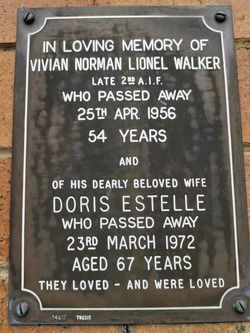 IN LOVING MEMORY OF
VIVIAN NORMAN LIONEL WALKER
LATE 2ND A.I.F.
WHO PASSED AWAY
25TH APR. 1956
54 YEARS
AND
OF HIS DEARLY BELOVED WIFE
DORIS ESTELLE
WHO PASSED AWAY
23RD MARCH 1972
AGED 67 YEARS
THEY LOVED - AND WERE LOVED
T92215